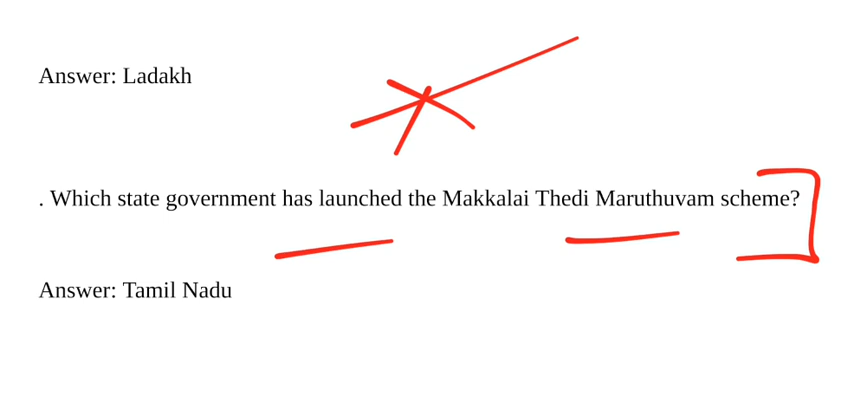 Answer: Ladakh
. Which state government has launched the Makkalai Thedi Maruthuvam scheme?
Answer: Tamil Nadu